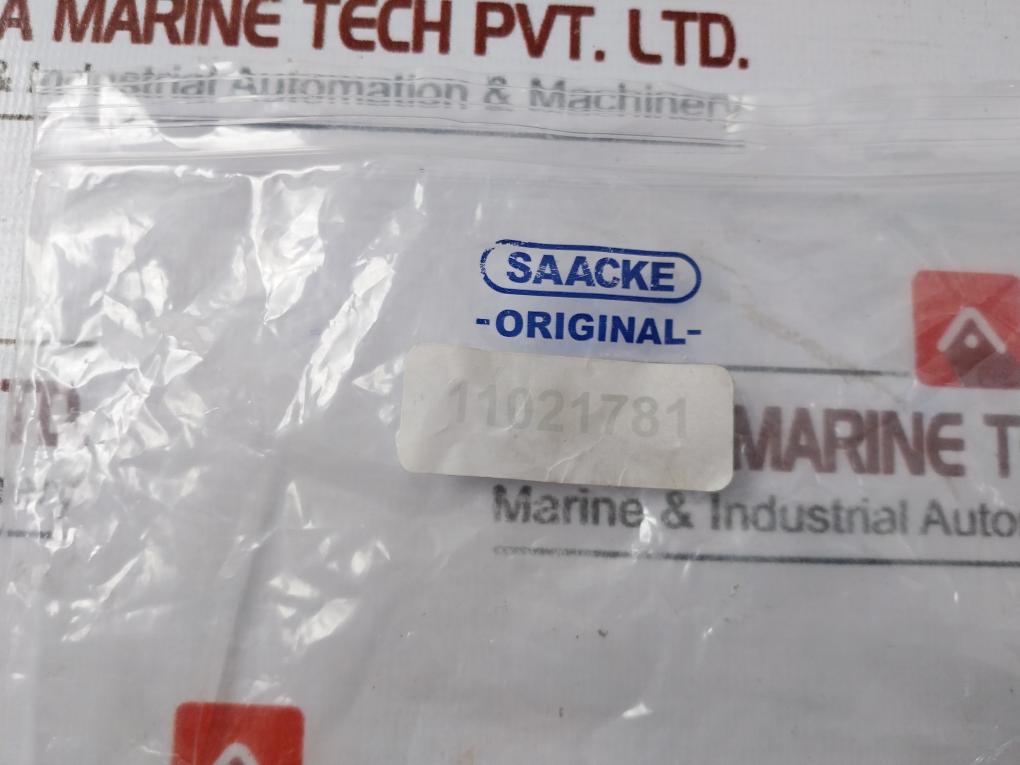 A MARINE TECH PVT. LTD.
& Industrial Automation & Machinery
SAACKE
-ORIGINAL-
11021781
MARINE T
Marine & Industrial Auto